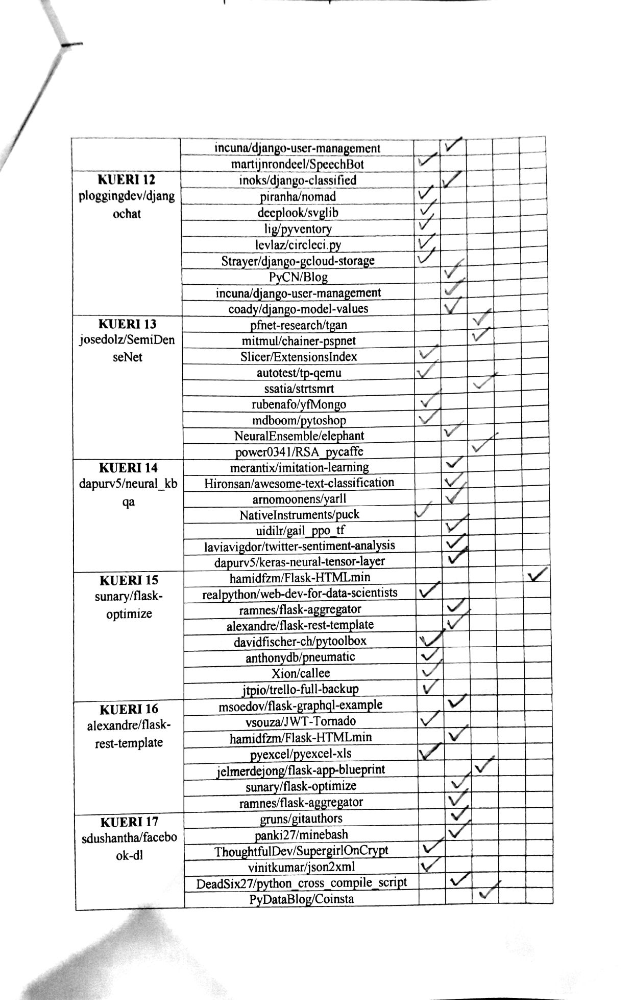 incuna/django-user-management ✓
martijnrondeel/SpeechBot ✓
KUERI 12
ploggingdev/djang
ochat
inoks/django-classified ✓
piranha/nomad ✓
deeplook/svglib ✓
lig/pyventory ✓
levlaz/circleci.py ✓
Strayer/django-gcloud-storage ✓
PyCN/Blog ✓
incuna/django-user-management ✓
coady/django-model-values ✓
KUERI 13
josedolz/SemiDen
seNet
pfnet-research/tgan ✓
mitmul/chainer-pspnet ✓
Slicer/ExtensionsIndex ✓
autotest/tp-qemu ✓
ssatia/strtsmrt ✓
rubenafo/yfMongo ✓
mdboom/pytoshop ✓
NeuralEnsemble/elephant ✓
power0341/RSA_pycaffe ✓
KUERI 14
dapurv5/neural_kb
qa
merantix/imitation-learning ✓
Hironsan/awesome-text-classification ✓
arnomoonens/yarll ✓
NativeInstruments/puck ✓
uidilr/gail_ppo_tf ✓
laviavigdor/twitter-sentiment-analysis ✓
dapurv5/keras-neural-tensor-layer ✓
KUERI 15
sunary/flask-
optimize
hamidfzm/Flask-HTMLmin ✓
realpython/web-dev-for-data-scientists ✓
ramnes/flask-aggregator ✓
alexandre/flask-rest-template ✓
davidfischer-ch/pytoolbox ✓
anthonydb/pneumatic ✓
Xion/callee ✓
jtpio/trello-full-backup ✓
KUERI 16
alexandre/flask-
rest-template
msoedov/flask-graphql-example ✓
vsouza/JWT-Tornado ✓
hamidfzm/Flask-HTMLmin ✓
pyexcel/pyexcel-xls ✓
jelmerdejong/flask-app-blueprint ✓
sunary/flask-optimize ✓
ramnes/flask-aggregator ✓
KUERI 17
sdushantha/facebo
ok-dl
gruns/gitauthors ✓
panki27/minebash ✓
ThoughtfulDev/SupergirlOnCrypt ✓
vinitkumar/json2xml ✓
DeadSix27/python_cross_compile_script ✓
PyDataBlog/Coinsta ✓